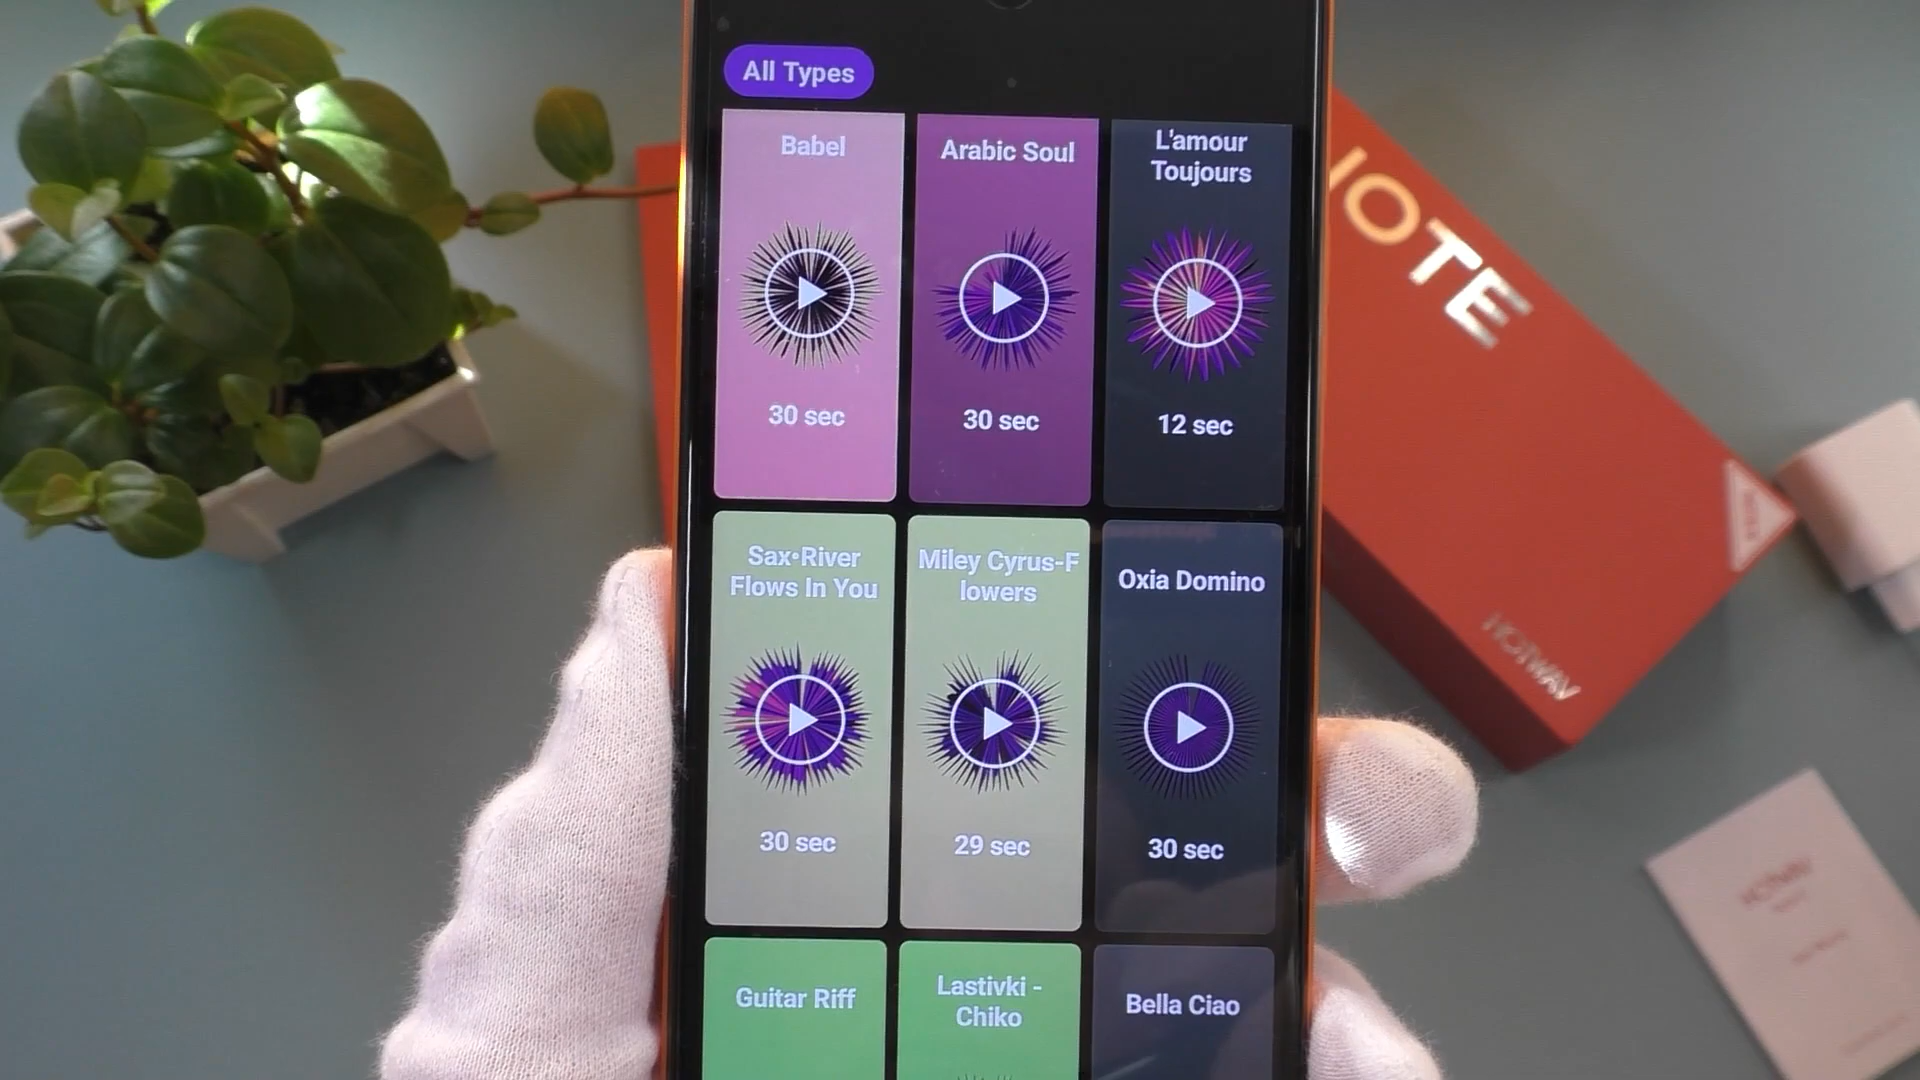 All Types
Babel
Arabic Soul
L'amour
Toujours
30 sec
30 sec
12 sec
Sax•River
Flows In You
Miley Cyrus-F
lowers
Oxia Domino
30 sec
29 sec
30 sec
Guitar Riff
Lastivki -
Chiko
Bella Ciao
OTE
HOTWAV